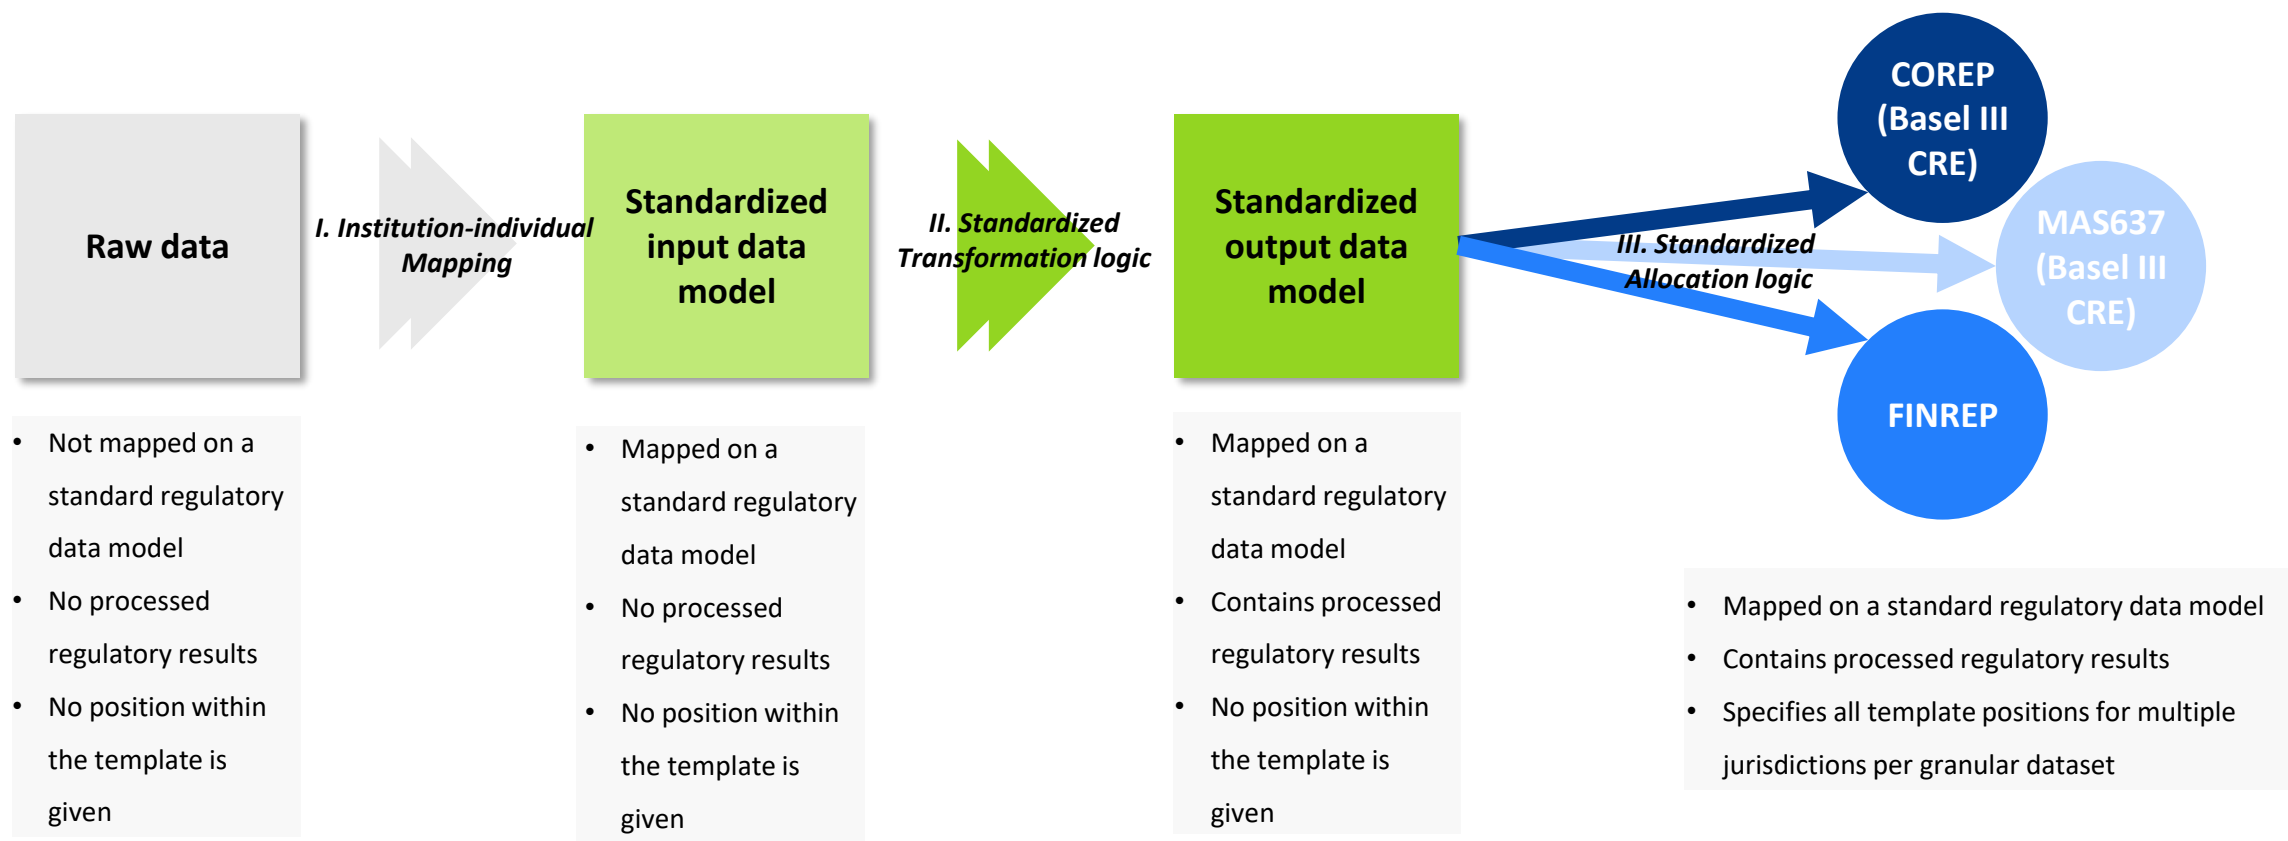 Raw data
I. Institution-individual
Mapping
Standardized
input data
model
II. Standardized
Transformation logic
Standardized
output data
model
III. Standardized
Allocation logic
COREP
(Basel III
CRE)
MAS637
(Basel III
CRE)
FINREP
• Not mapped on a
standard regulatory
data model
• No processed
regulatory results
• No position within
the template is
given
• Mapped on a
standard regulatory
data model
• No processed
regulatory results
• No position within
the template is
given
• Mapped on a
standard regulatory
data model
• Contains processed
regulatory results
• No position within
the template is
given
• Mapped on a standard regulatory data model
• Contains processed regulatory results
• Specifies all template positions for multiple
jurisdictions per granular dataset